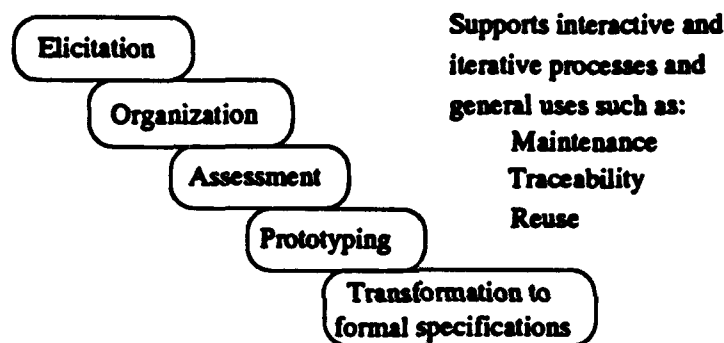 Elicitation
Organization
Assessment
Prototyping
Transformation to
formal specifications
Supports interactive and
iterative processes and
general uses such as:
Maintenance
Traceability
Reuse